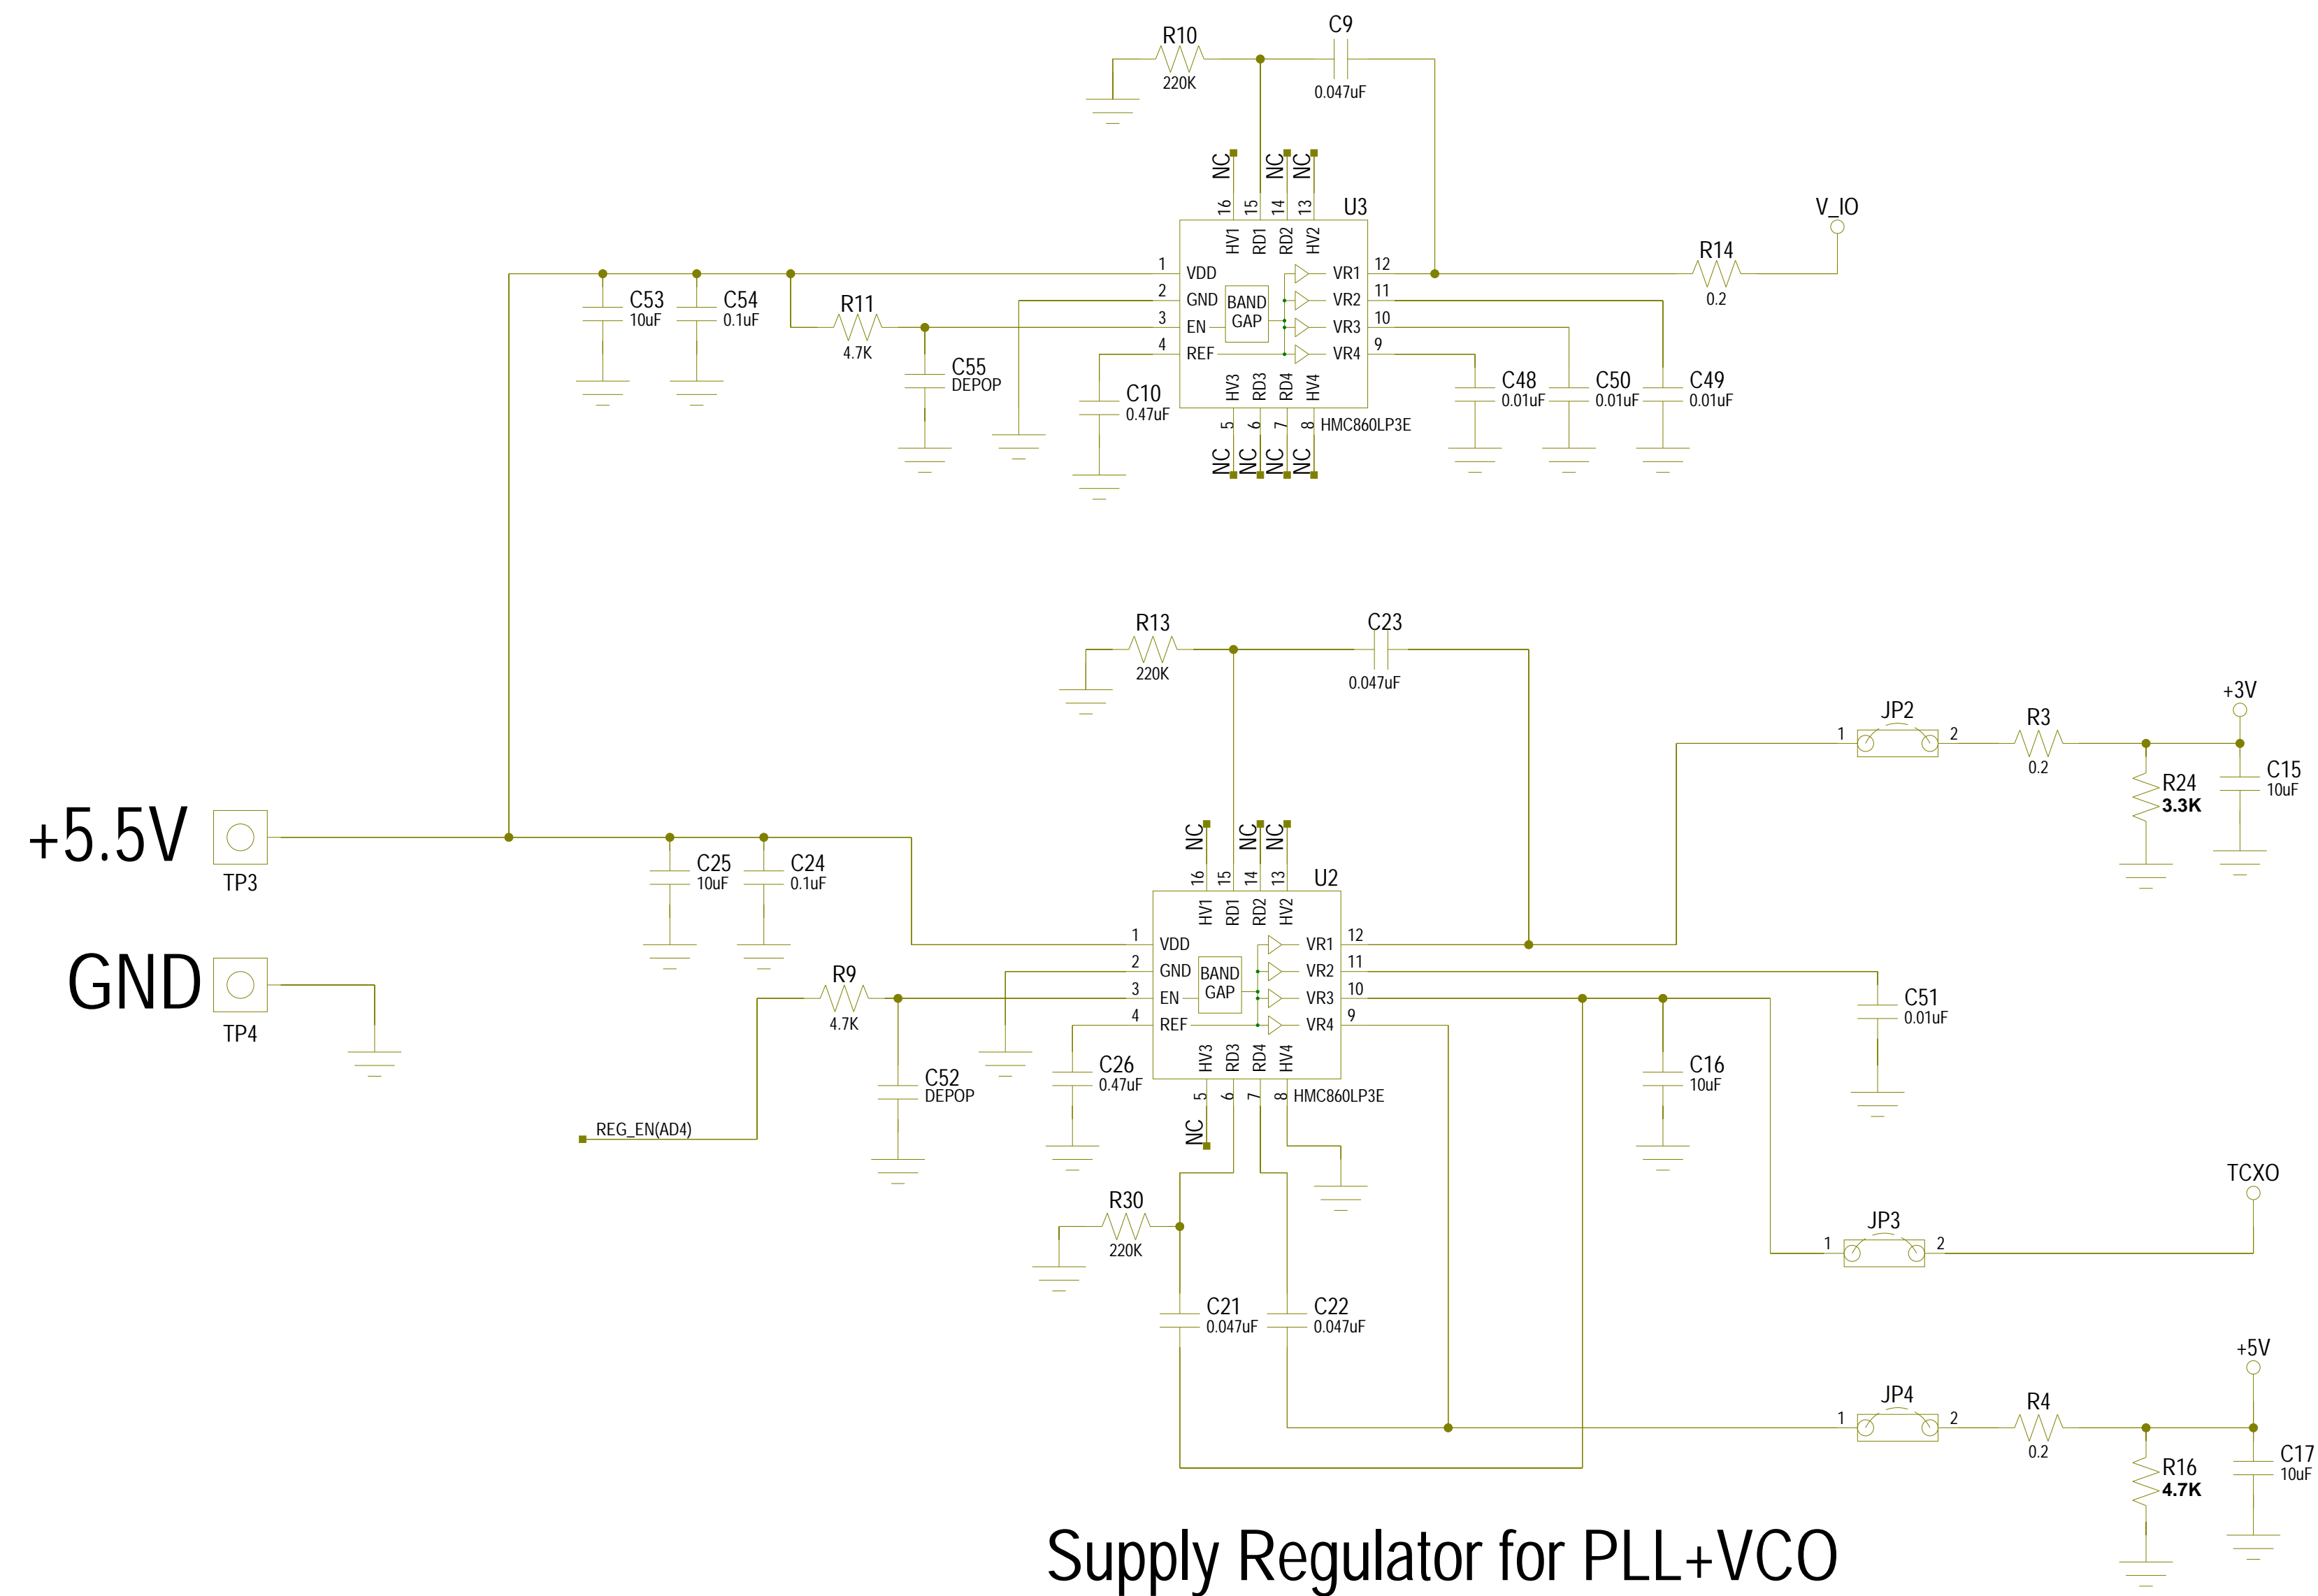 R10
220K
C9
0.047uF
NC
NC
NC
16
15
14
13
U3
HV1
RD1
RD2
HV2
V_IO
R14
0.2
1
VDD
VR1
12
2
GND
BAND
VR2
11
3
EN
GAP
VR3
10
4
REF
VR4
9
C53
10uF
C54
0.1uF
R11
4.7K
C55
DEPOP
C10
0.47uF
HV3
RD3
RD4
HV4
5
6
7
8
HMC860LP3E
NC
NC
NC
NC
C48
0.01uF
C50
0.01uF
C49
0.01uF
R13
220K
C23
0.047uF
+3V
JP2
1
2
R3
0.2
R24
3.3K
C15
10uF
+5.5V
TP3
C25
10uF
C24
0.1uF
NC
NC
NC
16
15
14
13
U2
HV1
RD1
RD2
HV2
GND
TP4
1
VDD
VR1
12
2
GND
BAND
VR2
11
3
EN
GAP
VR3
10
4
REF
VR4
9
R9
4.7K
C52
DEPOP
C26
0.47uF
HV3
RD3
RD4
HV4
5
6
7
8
HMC860LP3E
NC
C51
0.01uF
C16
10uF
REG_EN(AD4)
R30
220K
TCXO
JP3
1
2
C21
0.047uF
C22
0.047uF
+5V
JP4
1
2
R4
0.2
R16
4.7K
C17
10uF
Supply Regulator for PLL+VCO